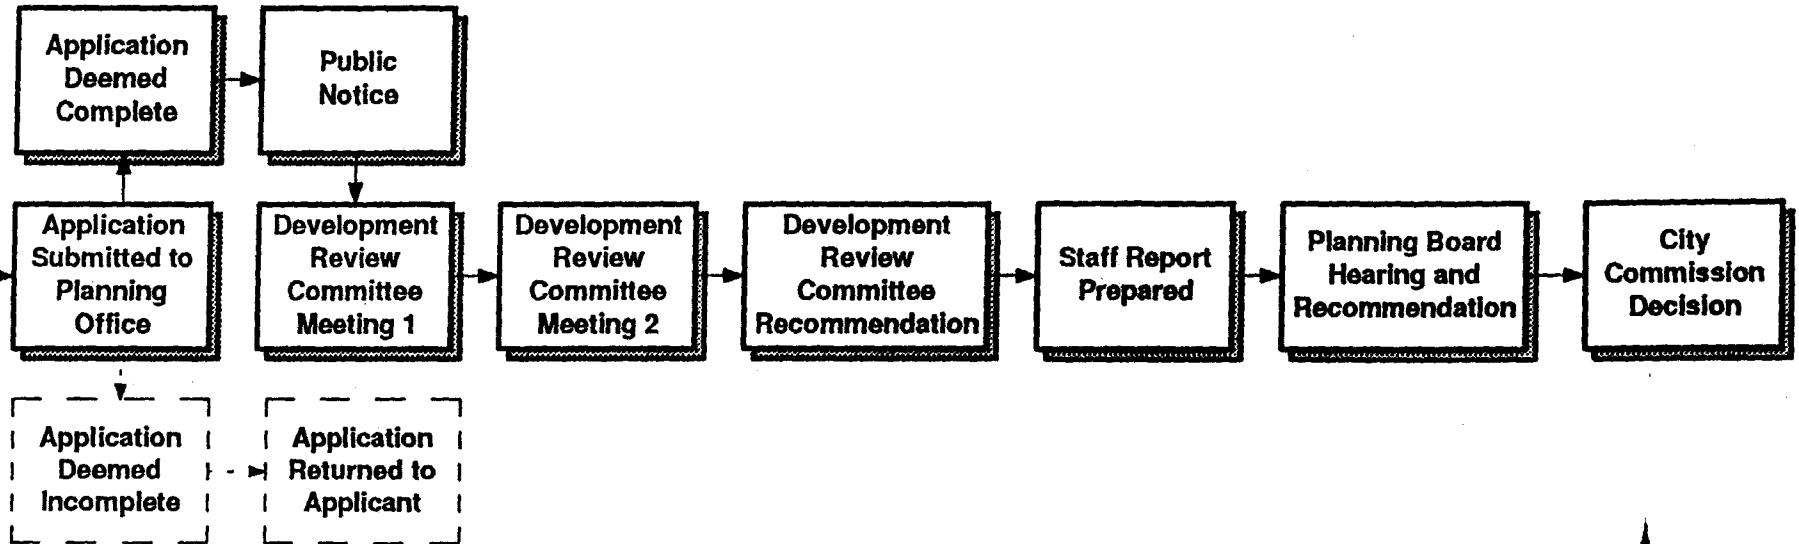 Application
Deemed
Complete
Public
Notice
Application
Submitted to
Planning
Office
Development
Review
Committee
Meeting 1
Development
Review
Committee
Meeting 2
Development
Review
Committee
Recommendation
Staff Report
Prepared
Planning Board
Hearing and
Recommendation
City
Commission
Decision
Application
Deemed
Incomplete
Application
Returned to
Applicant